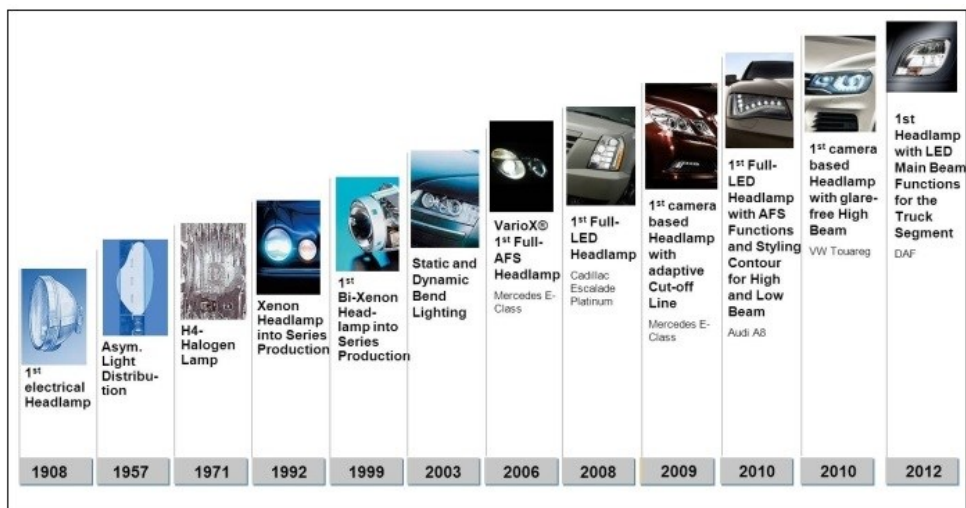 1st
electrical
Headlamp
1908
Asym.
Light
Distribu-
tion
1957
H4-
Halogen
Lamp
1971
Xenon
Headlamp
into Series
Production
1992
1st
Bi-Xenon
Head-
lamp into
Series
Production
1999
Static and
Dynamic
Bend
Lighting
2003
VarioX®
1st Full-
AFS
Headlamp
Mercedes E-
Class
2006
1st Full-
LED
Headlamp
Cadillac
Escalade
Platinum
2008
1st camera
based
Headlamp
with
adaptive
Cut-off
Line
Mercedes E-
Class
2009
1st Full-
LED
Headlamp
with AFS
Functions
and Styling
Contour
for High
and Low
Beam
Audi A8
2010
1st camera
based
Headlamp
with glare-
free High
Beam
VW Touareg
2010
1st
Headlamp
with LED
Main Beam
Functions
for the
Truck
Segment
DAF
2012